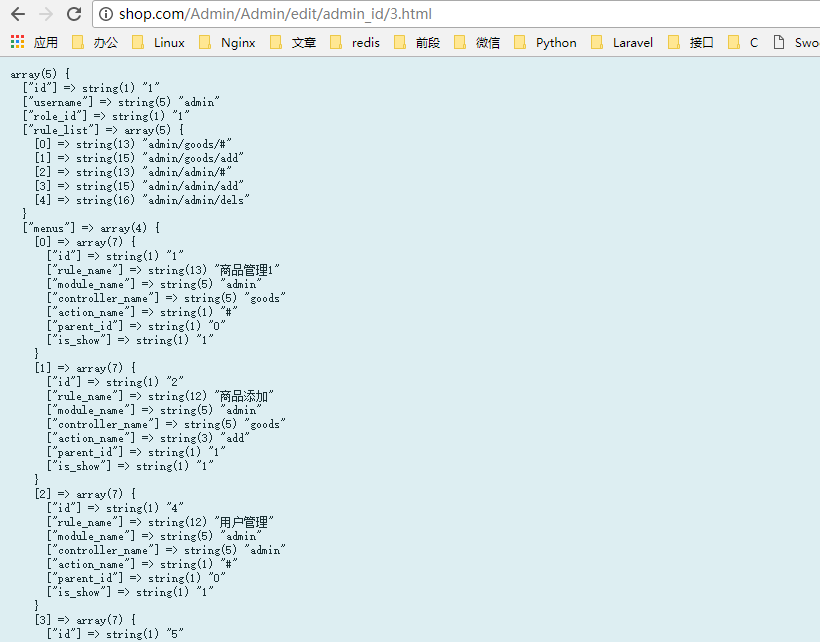 shop.com/Admin/Admin/edit/admin_id/3.html
应用 办公 Linux Nginx 文章 redis 前段 微信 Python Laravel 接口 C Swo
array(5) {
["id"] => string(1) "1"
["username"] => string(5) "admin"
["role_id"] => string(1) "1"
["rule_list"] => array(5) {
[0] => string(13) "admin/goods/#"
[1] => string(15) "admin/goods/add"
[2] => string(13) "admin/admin/#"
[3] => string(15) "admin/admin/add"
[4] => string(16) "admin/admin/dels"
}
["menus"] => array(4) {
[0] => array(7) {
["id"] => string(1) "1"
["rule_name"] => string(13) "商品管理1"
["module_name"] => string(5) "admin"
["controller_name"] => string(5) "goods"
["action_name"] => string(1) "#"
["parent_id"] => string(1) "0"
["is_show"] => string(1) "1"
}
[1] => array(7) {
["id"] => string(1) "2"
["rule_name"] => string(12) "商品添加"
["module_name"] => string(5) "admin"
["controller_name"] => string(5) "goods"
["action_name"] => string(3) "add"
["parent_id"] => string(1) "1"
["is_show"] => string(1) "1"
}
[2] => array(7) {
["id"] => string(1) "4"
["rule_name"] => string(12) "用户管理"
["module_name"] => string(5) "admin"
["controller_name"] => string(5) "admin"
["action_name"] => string(1) "#"
["parent_id"] => string(1) "0"
["is_show"] => string(1) "1"
}
[3] => array(7) {
["id"] => string(1) "5"